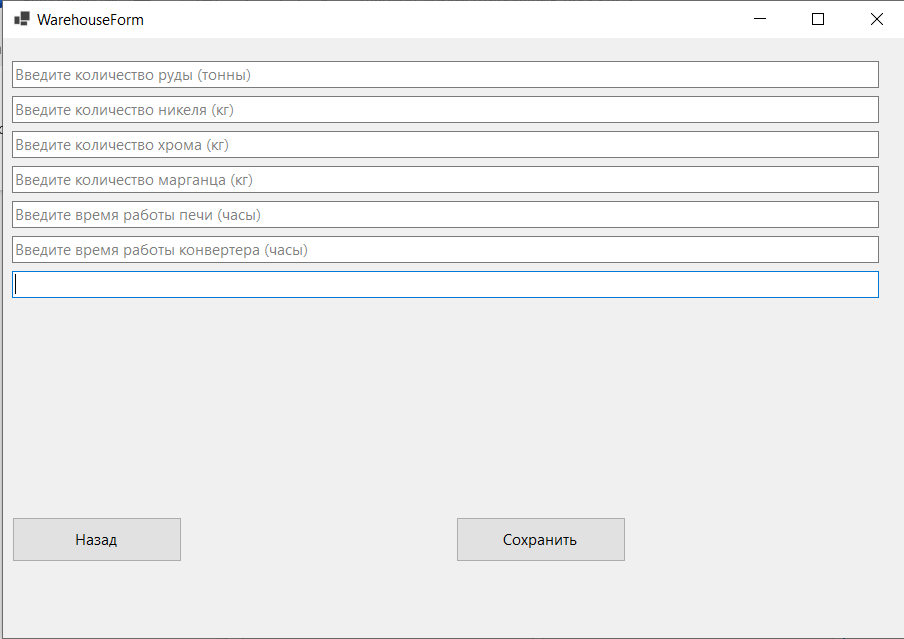 WarehouseForm
Введите количество руды (тонны)
Введите количество никеля (кг)
Введите количество хрома (кг)
Введите количество марганца (кг)
Введите время работы печи (часы)
Введите время работы конвертера (часы)
Назад Сохранить